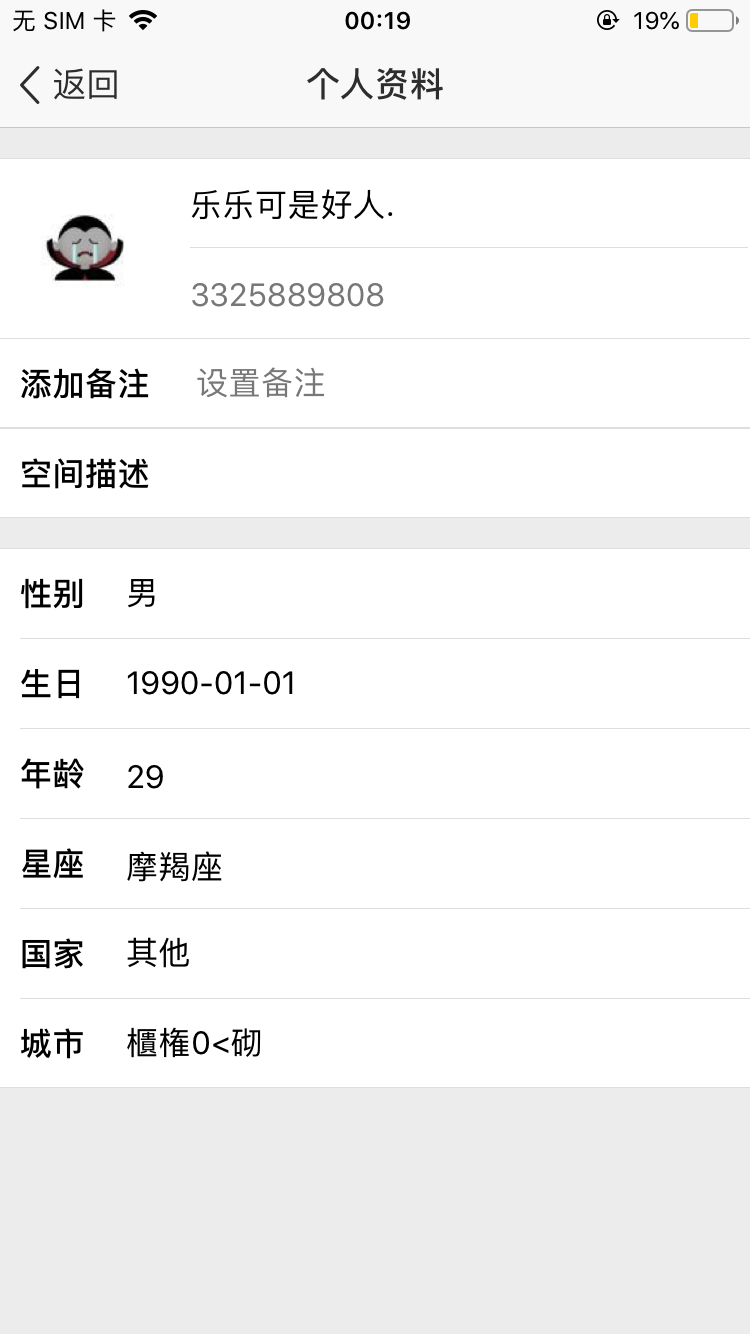 无 SIM 卡 00:19 19%
返回 个人资料
乐乐可是好人.
3325889808
添加备注 设置备注
空间描述
性别 男
生日 1990-01-01
年龄 29
星座 摩羯座
国家 其他
城市 櫃権0<砌